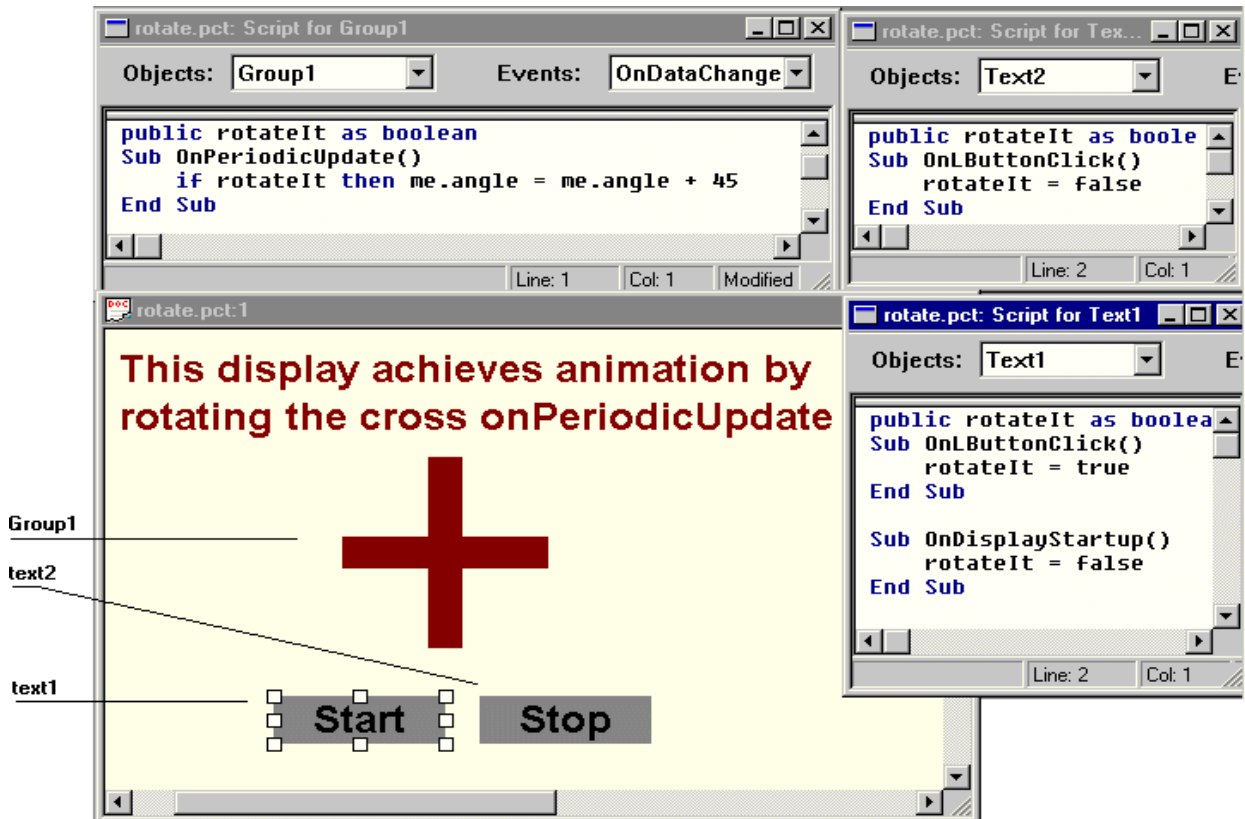 rotate.pct: Script for Group1
Objects: Group1 Events: OnDataChange
public rotateIt as boolean
Sub OnPeriodicUpdate()
if rotateIt then me.angle = me.angle + 45
End Sub
Line: 1 Col: 1 Modified
rotate.pct: Script for Tex...
Objects: Text2 E
public rotateIt as boole
Sub OnLButtonClick()
rotateIt = false
End Sub
Line: 2 Col: 1
DOC rotate.pct:1
This display achieves animation by
rotating the cross onPeriodicUpdate
Group1
text2
text1
Start Stop
rotate.pct: Script for Text1
Objects: Text1 E
public rotateIt as boolea
Sub OnLButtonClick()
rotateIt = true
End Sub
Sub OnDisplayStartup()
rotateIt = false
End Sub
Line: 2 Col: 1